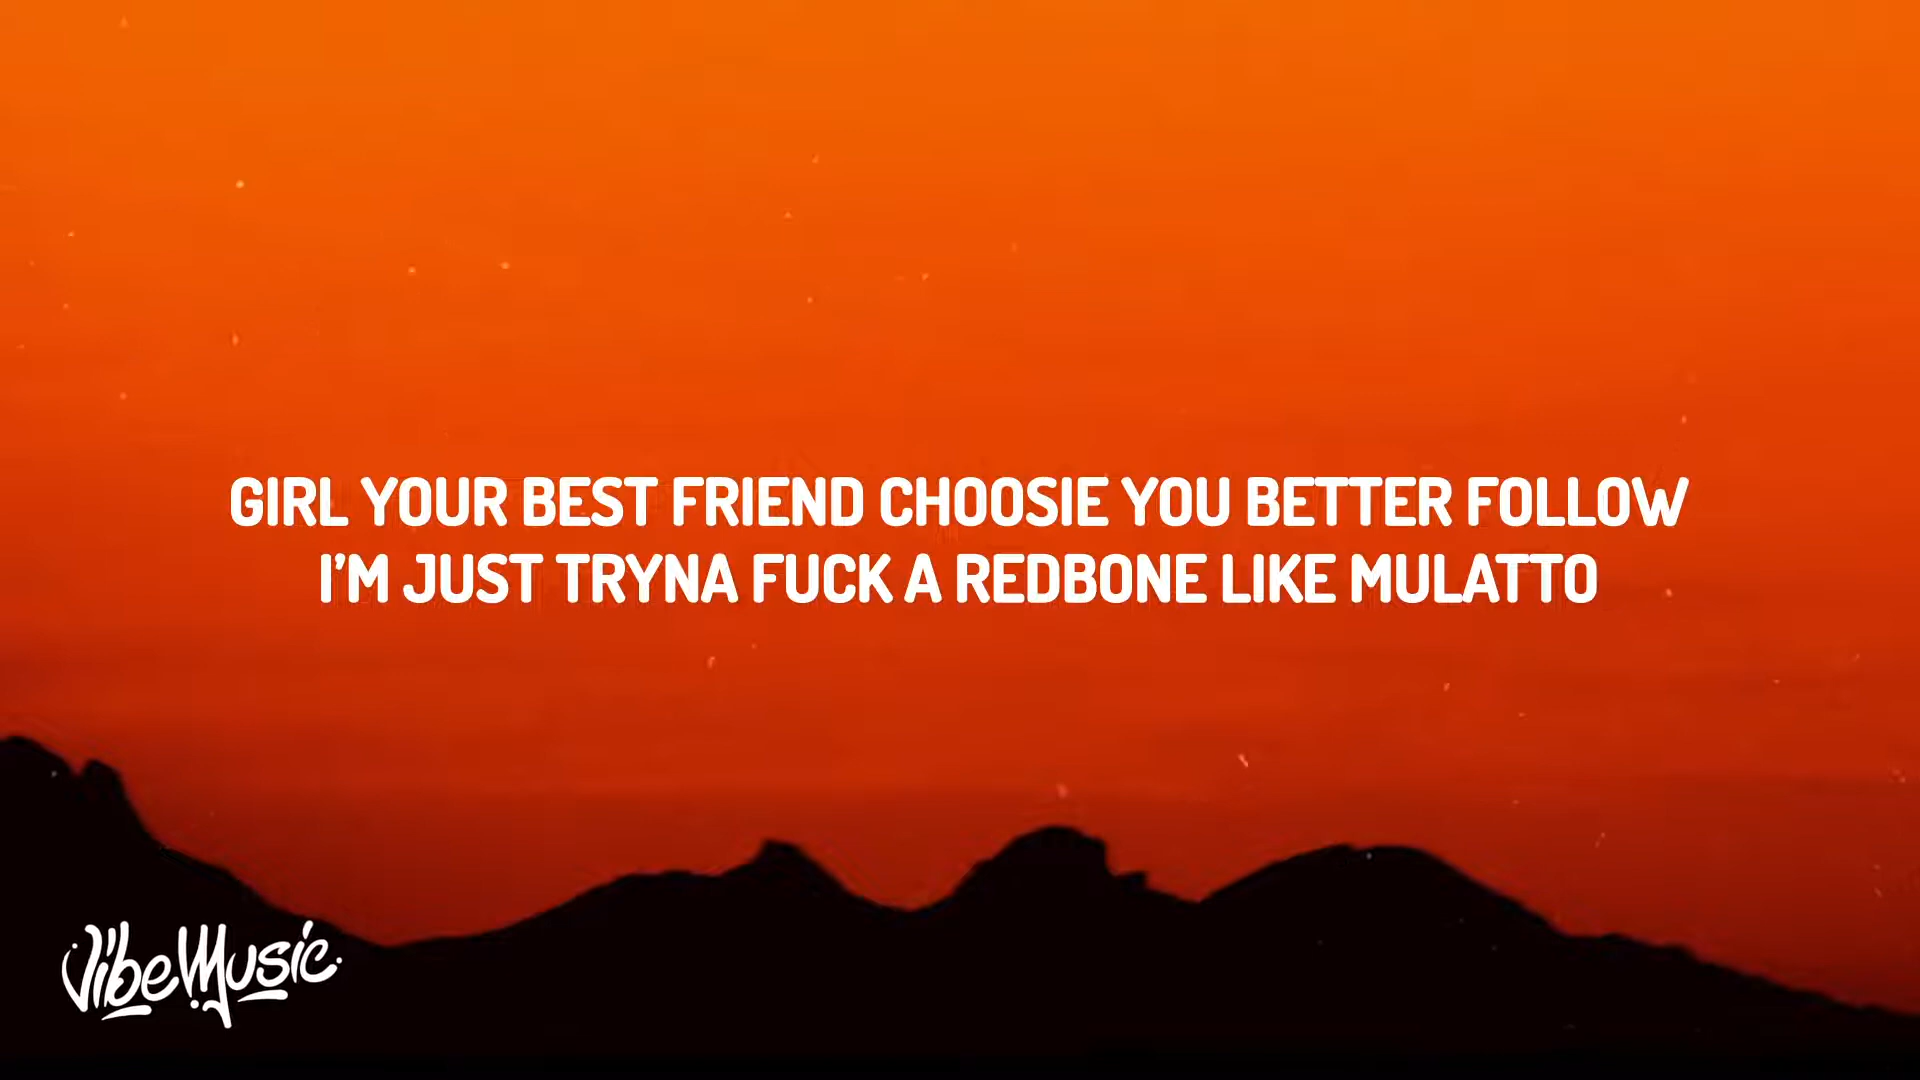 GIRL YOUR BEST FRIEND CHOOSIE YOU BETTER FOLLOW
I'M JUST TRYNA FUCK A REDBONE LIKE MULATTO
VibeMusic